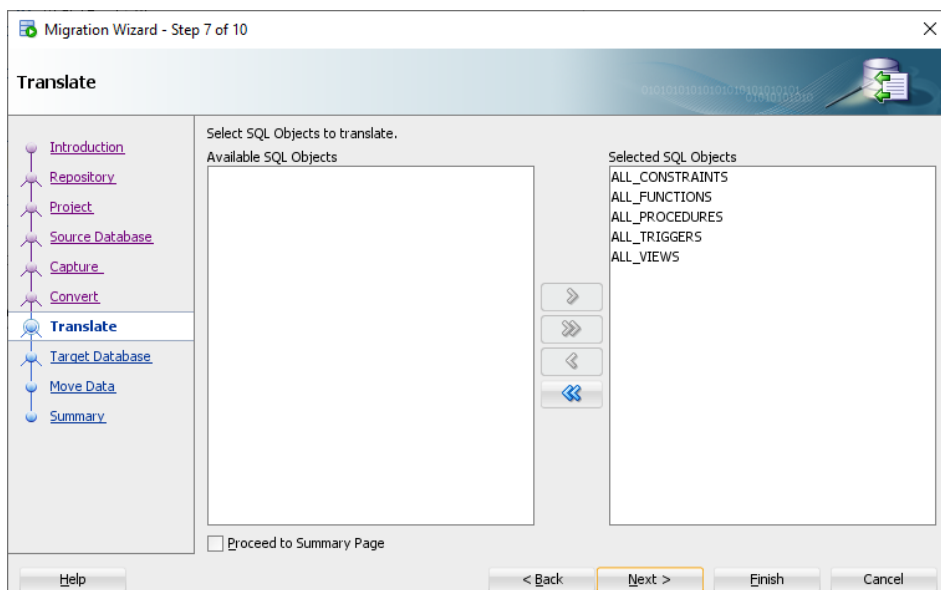 Migration Wizard - Step 7 of 10
Translate
Introduction
Repository
Project
Source Database
Capture
Convert
Translate
Target Database
Move Data
Summary
Select SQL Objects to translate.
Available SQL Objects
Selected SQL Objects
ALL_CONSTRAINTS
ALL_FUNCTIONS
ALL_PROCEDURES
ALL_TRIGGERS
ALL_VIEWS
Proceed to Summary Page
Help
< Back
Next >
Finish
Cancel